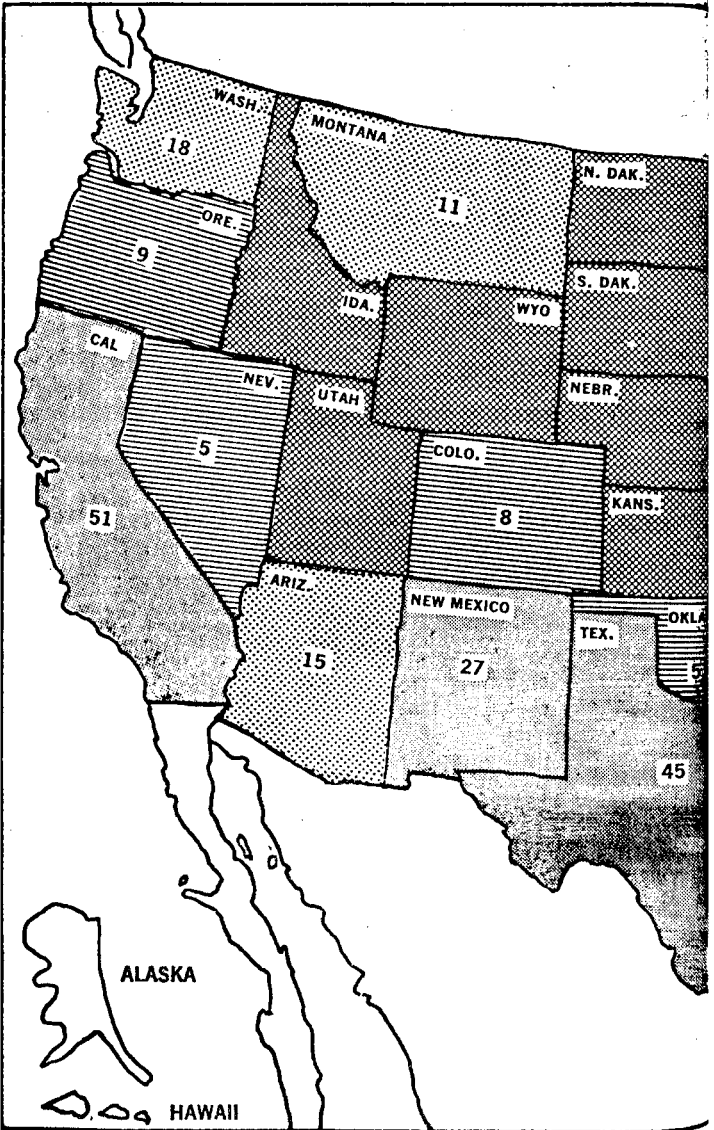 WASH.
18
MONTANA
11
N. DAK.
ORE.
9
S. DAK.
IDA.
WYO
CAL
NEV.
5
UTAH
NEBR.
COLO.
8
KANS.
51
ARIZ.
15
NEW MEXICO
27
OKLA
5
TEX.
45
ALASKA
HAWAII